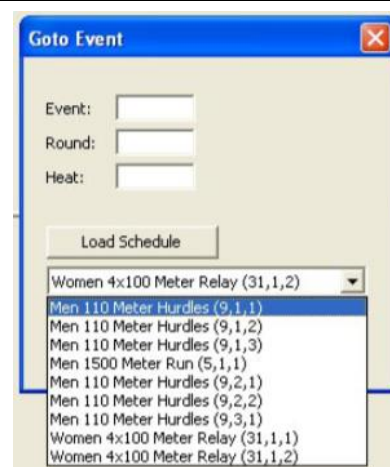 Goto Event
Event:
Round:
Heat:
Load Schedule
Women 4x100 Meter Relay (31,1,2)
Men 110 Meter Hurdles (9,1,1)
Men 110 Meter Hurdles (9,1,2)
Men 110 Meter Hurdles (9,1,3)
Men 1500 Meter Run (5,1,1)
Men 110 Meter Hurdles (9,2,1)
Men 110 Meter Hurdles (9,2,2)
Men 110 Meter Hurdles (9,3,1)
Women 4x100 Meter Relay (31,1,1)
Women 4x100 Meter Relay (31,1,2)